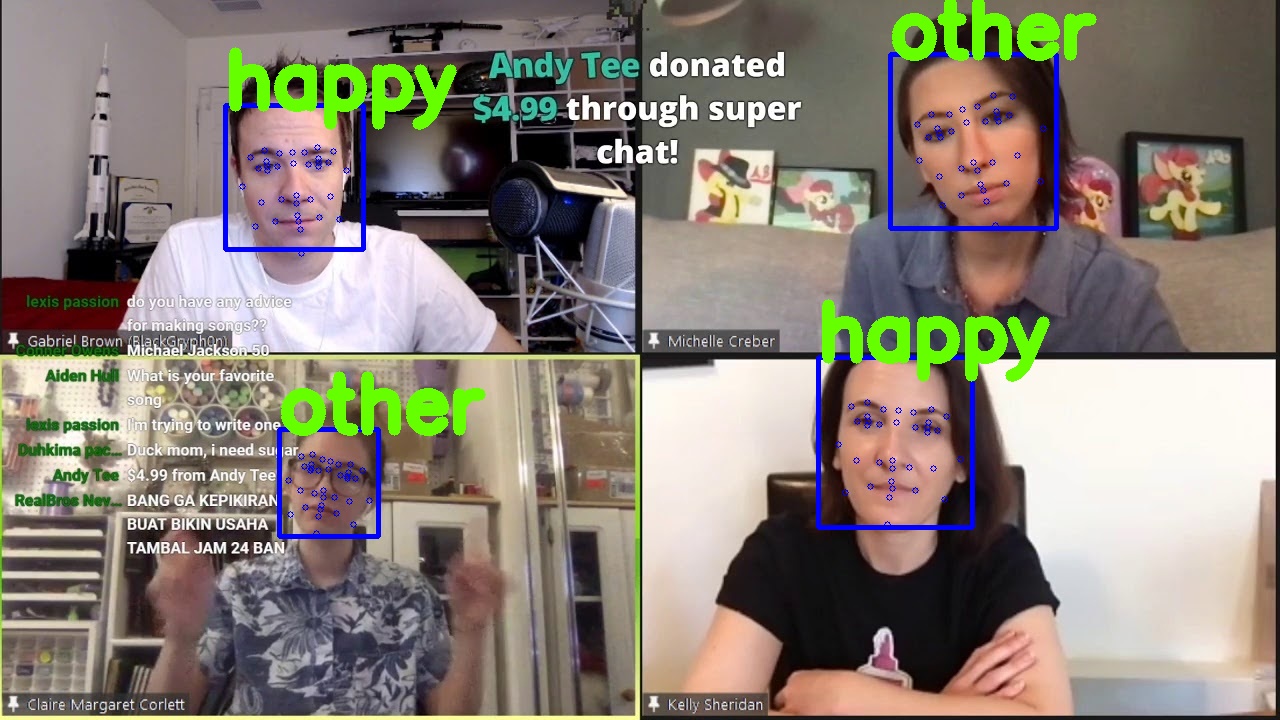 happy
other
Andy Tee donated
$4.99 through super
chat!
lexis passion do you have any advice
for making songs??
Gabriel Brown (BlackGryph0n)
Michelle Creber
Conner Owens Michael Jackson 50
Aiden Hull What is your favorite
song
lexis passion I'm trying to write one
Duhkima pac... Duck mom, i need sugar
Andy Tee $4.99 from Andy Tee
RealBros Nev... BANG GA KEPIKIRAN
BUAT BIKIN USAHA
TAMBAL JAM 24 BAN
other
happy
Claire Margaret Corlett
Kelly Sheridan